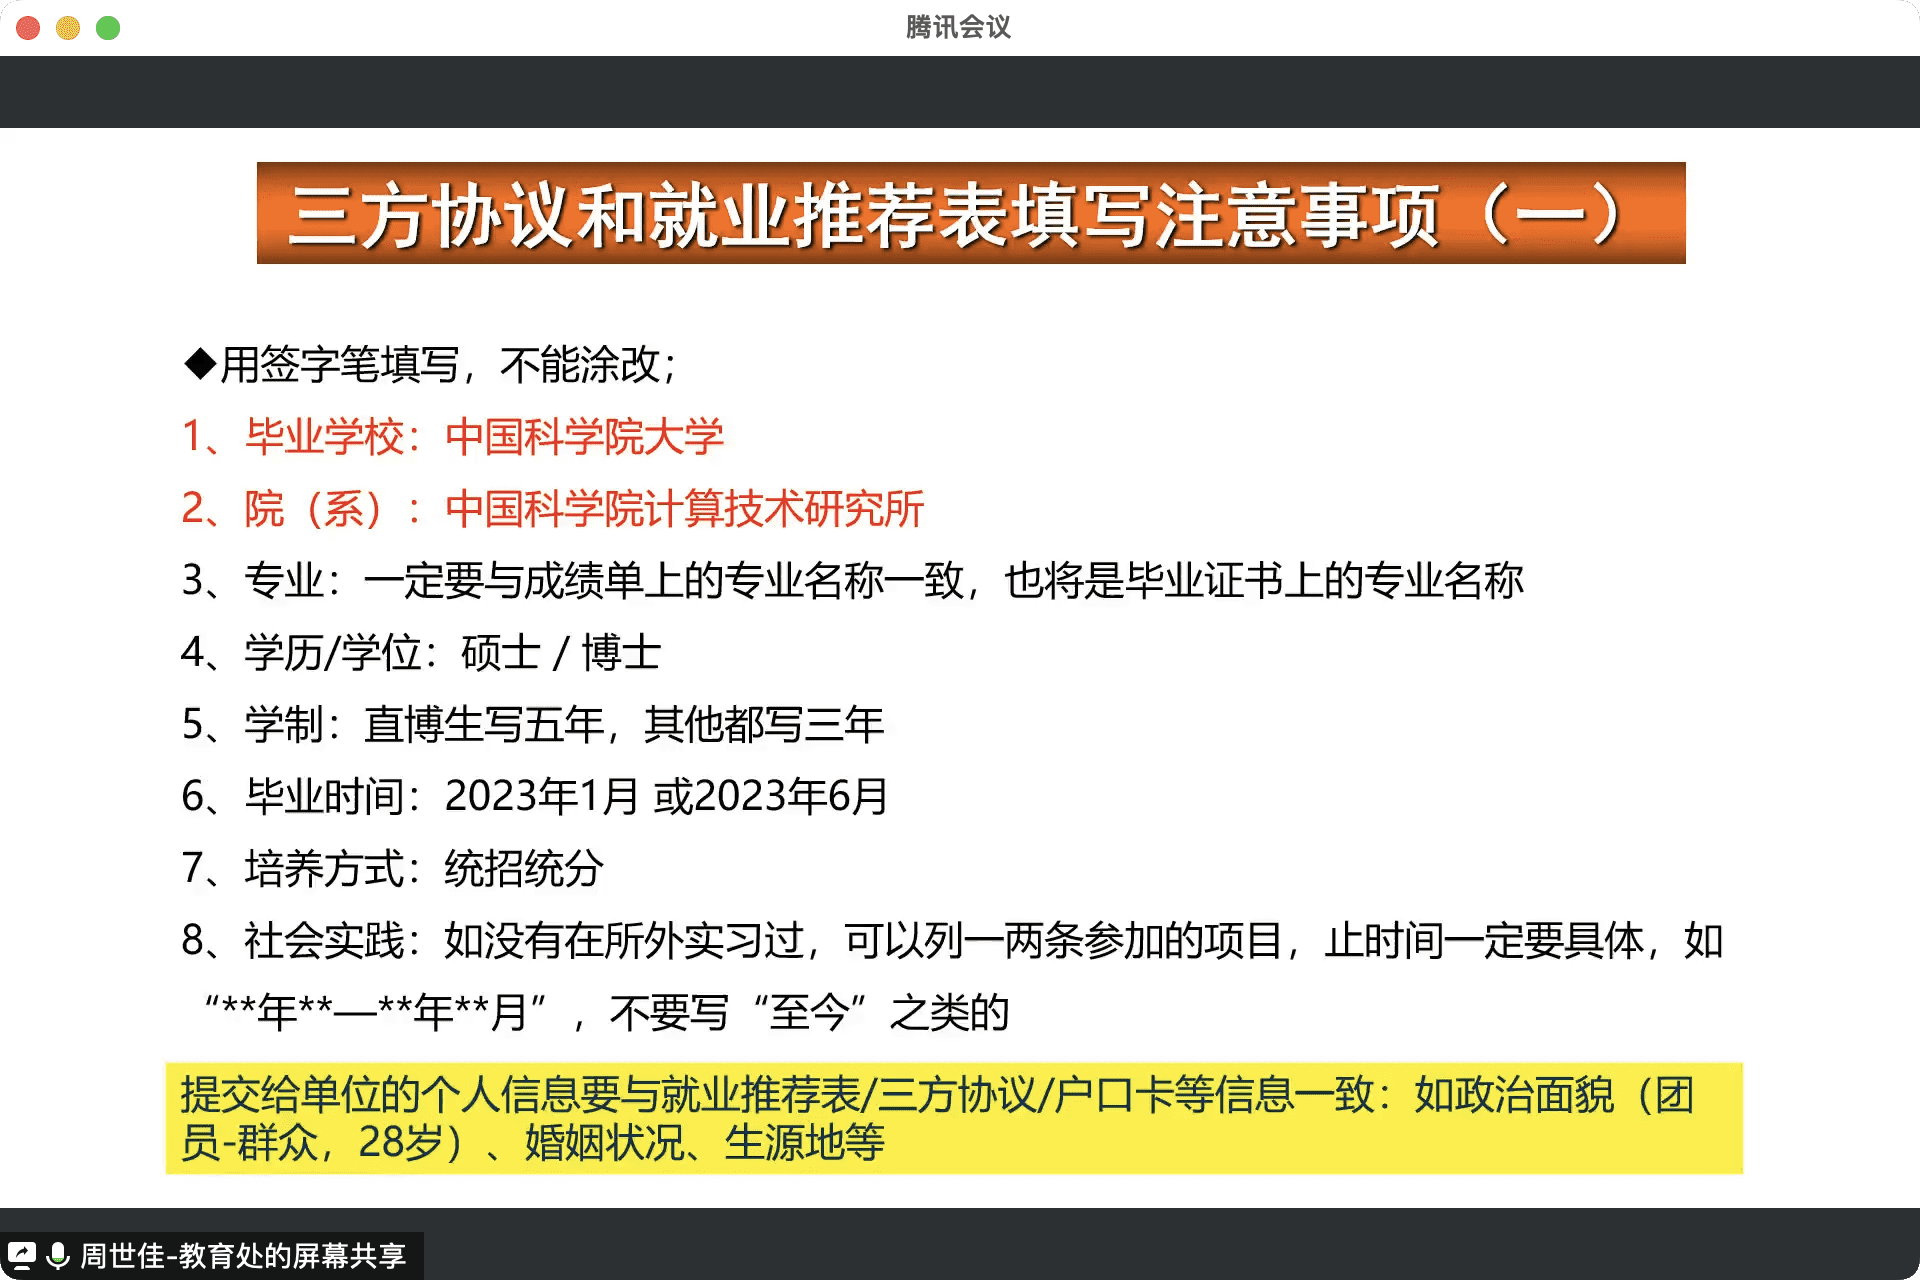 腾讯会议
三方协议和就业推荐表填写注意事项（一）
◆用签字笔填写，不能涂改；
1、毕业学校：中国科学院大学
2、院（系）：中国科学院计算技术研究所
3、专业：一定要与成绩单上的专业名称一致，也将是毕业证书上的专业名称
4、学历/学位：硕士 / 博士
5、学制：直博生写五年，其他都写三年
6、毕业时间：2023年1月 或2023年6月
7、培养方式：统招统分
8、社会实践：如没有在所外实习过，可以列一两条参加的项目，止时间一定要具体，如
“**年**—**年**月”，不要写“至今”之类的
提交给单位的个人信息要与就业推荐表/三方协议/户口卡等信息一致：如政治面貌（团
员-群众，28岁）、婚姻状况、生源地等
周世佳-教育处的屏幕共享